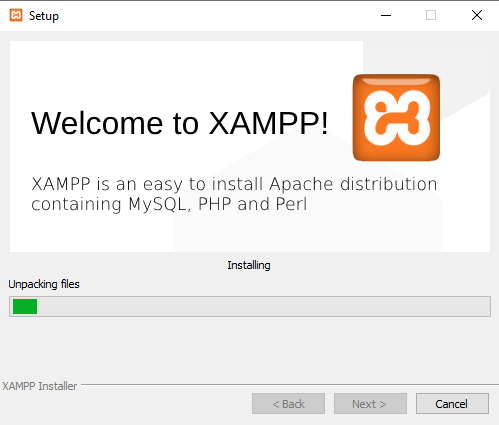 Setup
Welcome to XAMPP!
XAMPP is an easy to install Apache distribution
containing MySQL, PHP and Perl
Installing
Unpacking files
XAMPP Installer
< Back
Next >
Cancel